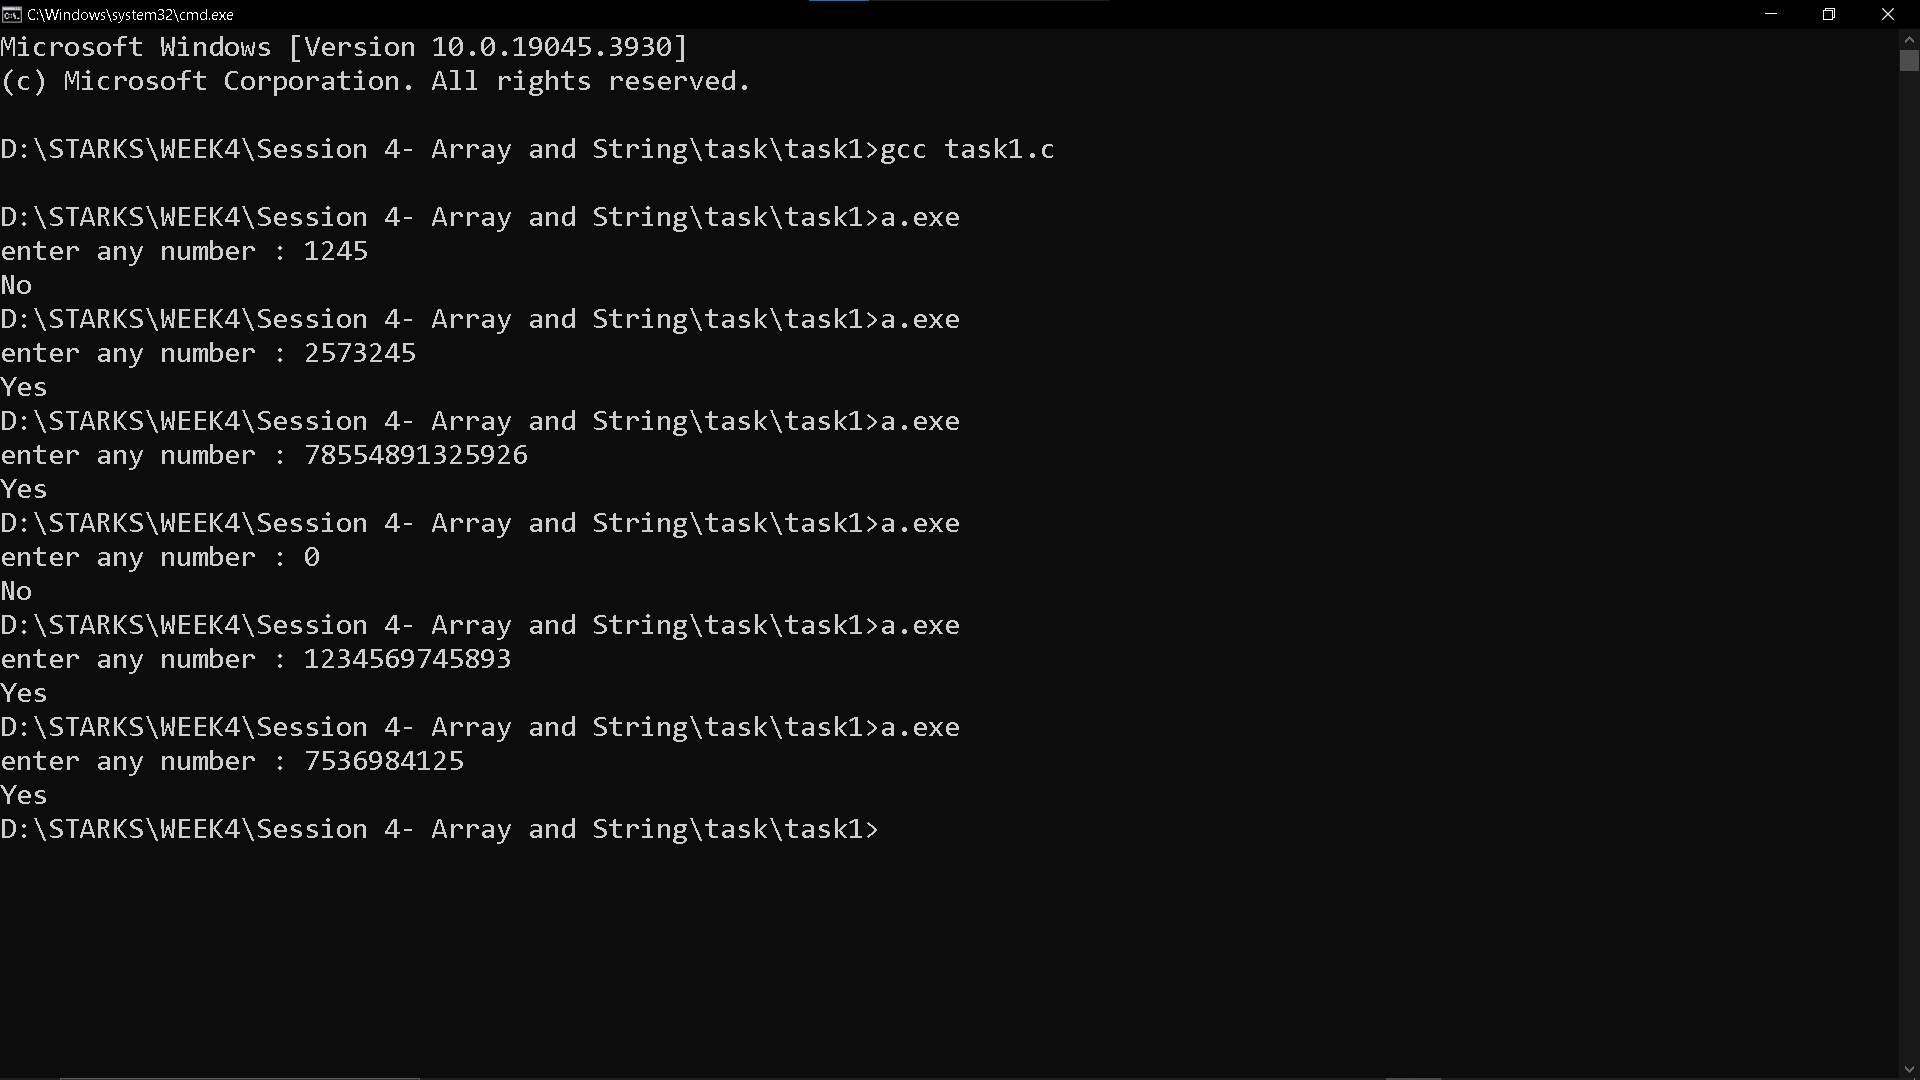 C:\Windows\system32\cmd.exe
Microsoft Windows [Version 10.0.19045.3930]
(c) Microsoft Corporation. All rights reserved.
D:\STARKS\WEEK4\Session 4- Array and String\task\task1>gcc task1.c
D:\STARKS\WEEK4\Session 4- Array and String\task\task1>a.exe
enter any number : 1245
No
D:\STARKS\WEEK4\Session 4- Array and String\task\task1>a.exe
enter any number : 2573245
Yes
D:\STARKS\WEEK4\Session 4- Array and String\task\task1>a.exe
enter any number : 78554891325926
Yes
D:\STARKS\WEEK4\Session 4- Array and String\task\task1>a.exe
enter any number : 0
No
D:\STARKS\WEEK4\Session 4- Array and String\task\task1>a.exe
enter any number : 1234569745893
Yes
D:\STARKS\WEEK4\Session 4- Array and String\task\task1>a.exe
enter any number : 7536984125
Yes
D:\STARKS\WEEK4\Session 4- Array and String\task\task1>